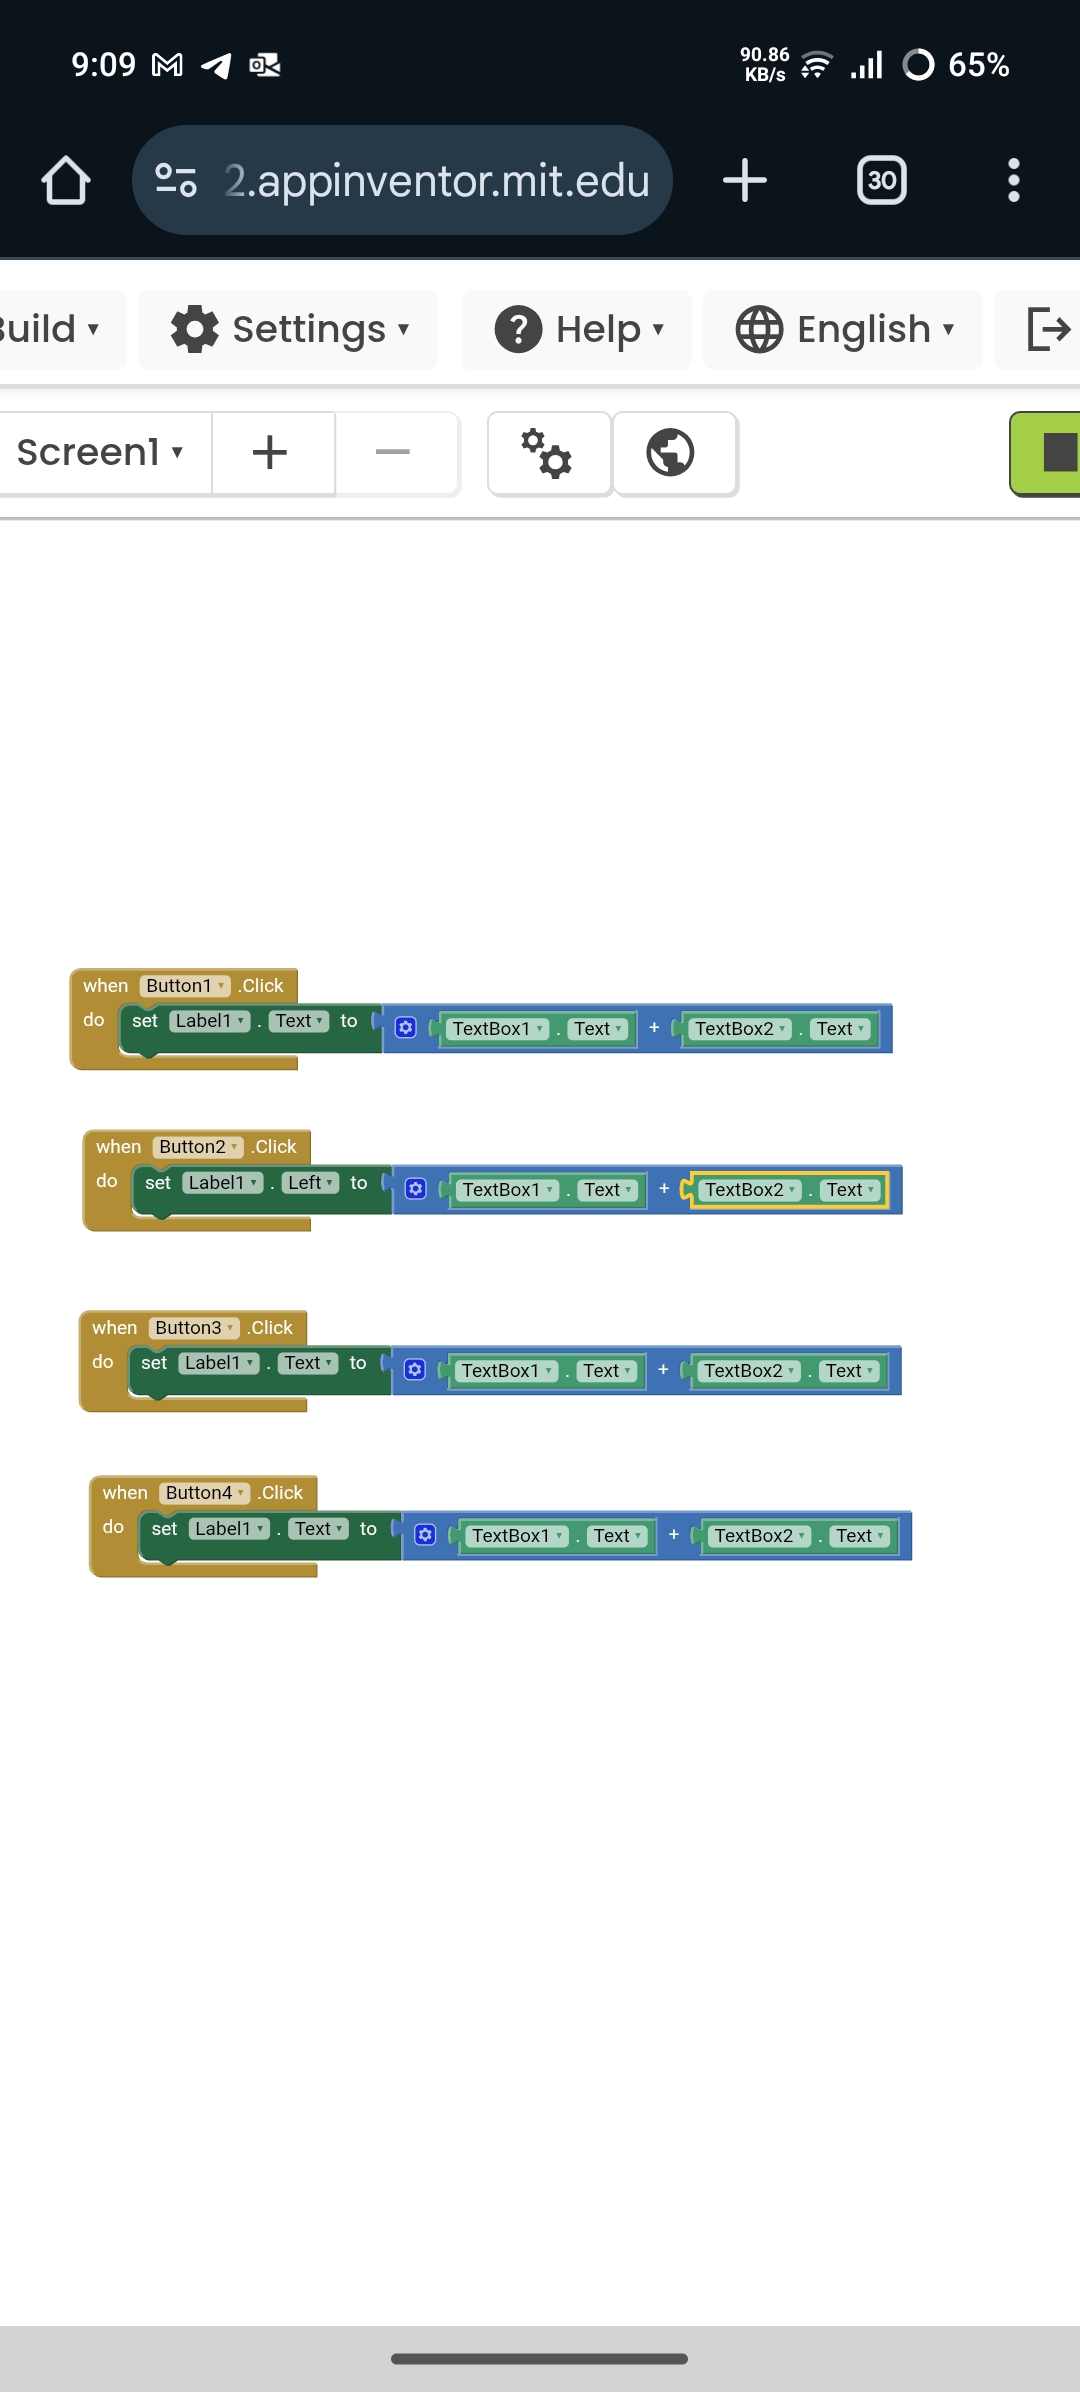 9:09 90.86 KB/s 65%
2.appinventor.mit.edu 30
Build Settings Help English
Screen1
when Button1 .Click
do set Label1 . Text to TextBox1 . Text + TextBox2 . Text
when Button2 .Click
do set Label1 . Left to TextBox1 . Text + TextBox2 . Text
when Button3 .Click
do set Label1 . Text to TextBox1 . Text + TextBox2 . Text
when Button4 .Click
do set Label1 . Text to TextBox1 . Text + TextBox2 . Text